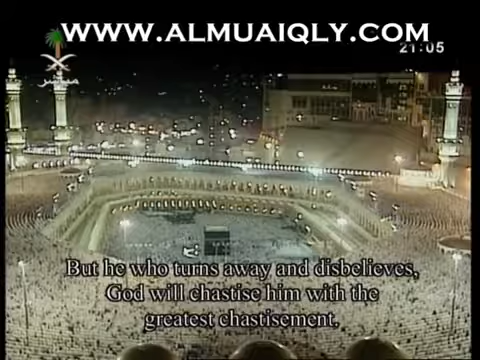 WWW.ALMUAIQLY.COM
21:05
مباشر
But he who turns away and disbelieves,
God will chastise him with the
greatest chastisement,